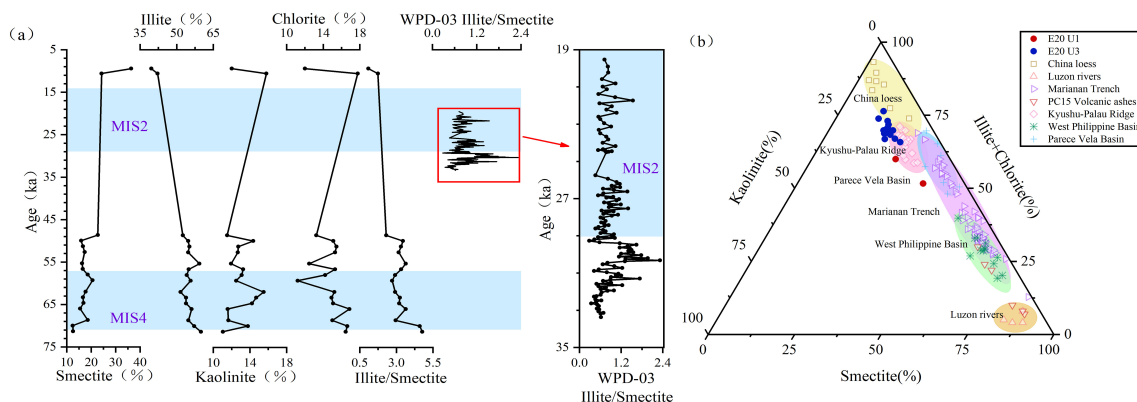 (a)
Illite (%)
Chlorite (%)
WPD-03 Illite/Smectite
35 45 55 65
10 12 14 16 18
0.0 1.2 2.4
5
15
25
35
45
55
65
75
Age (ka)
MIS2
MIS4
10 20 30 40
Smectite (%)
10 14 18
Kaolinite (%)
0.5 3.0 5.5
Illite/Smectite
19
27
35
Age (ka)
MIS2
0.0 1.2 2.4
WPD-03
Illite/Smectite
(b)
0
25
50
75
100
Kaolinite(%)
100
75
50
25
0
Illite+Chlorite(%)
0 25 50 75 100
Smectite(%)
China loess
Kyushu-Palau Ridge
Parece Vela Basin
Marianan Trench
West Philippine Basin
Luzon rivers
E20 U1
E20 U3
China loess
Luzon rivers
Marianan Trench
PC15 Volcanic ashes
Kyushu-Palau Ridge
West Philippine Basin
Parece Vela Basin